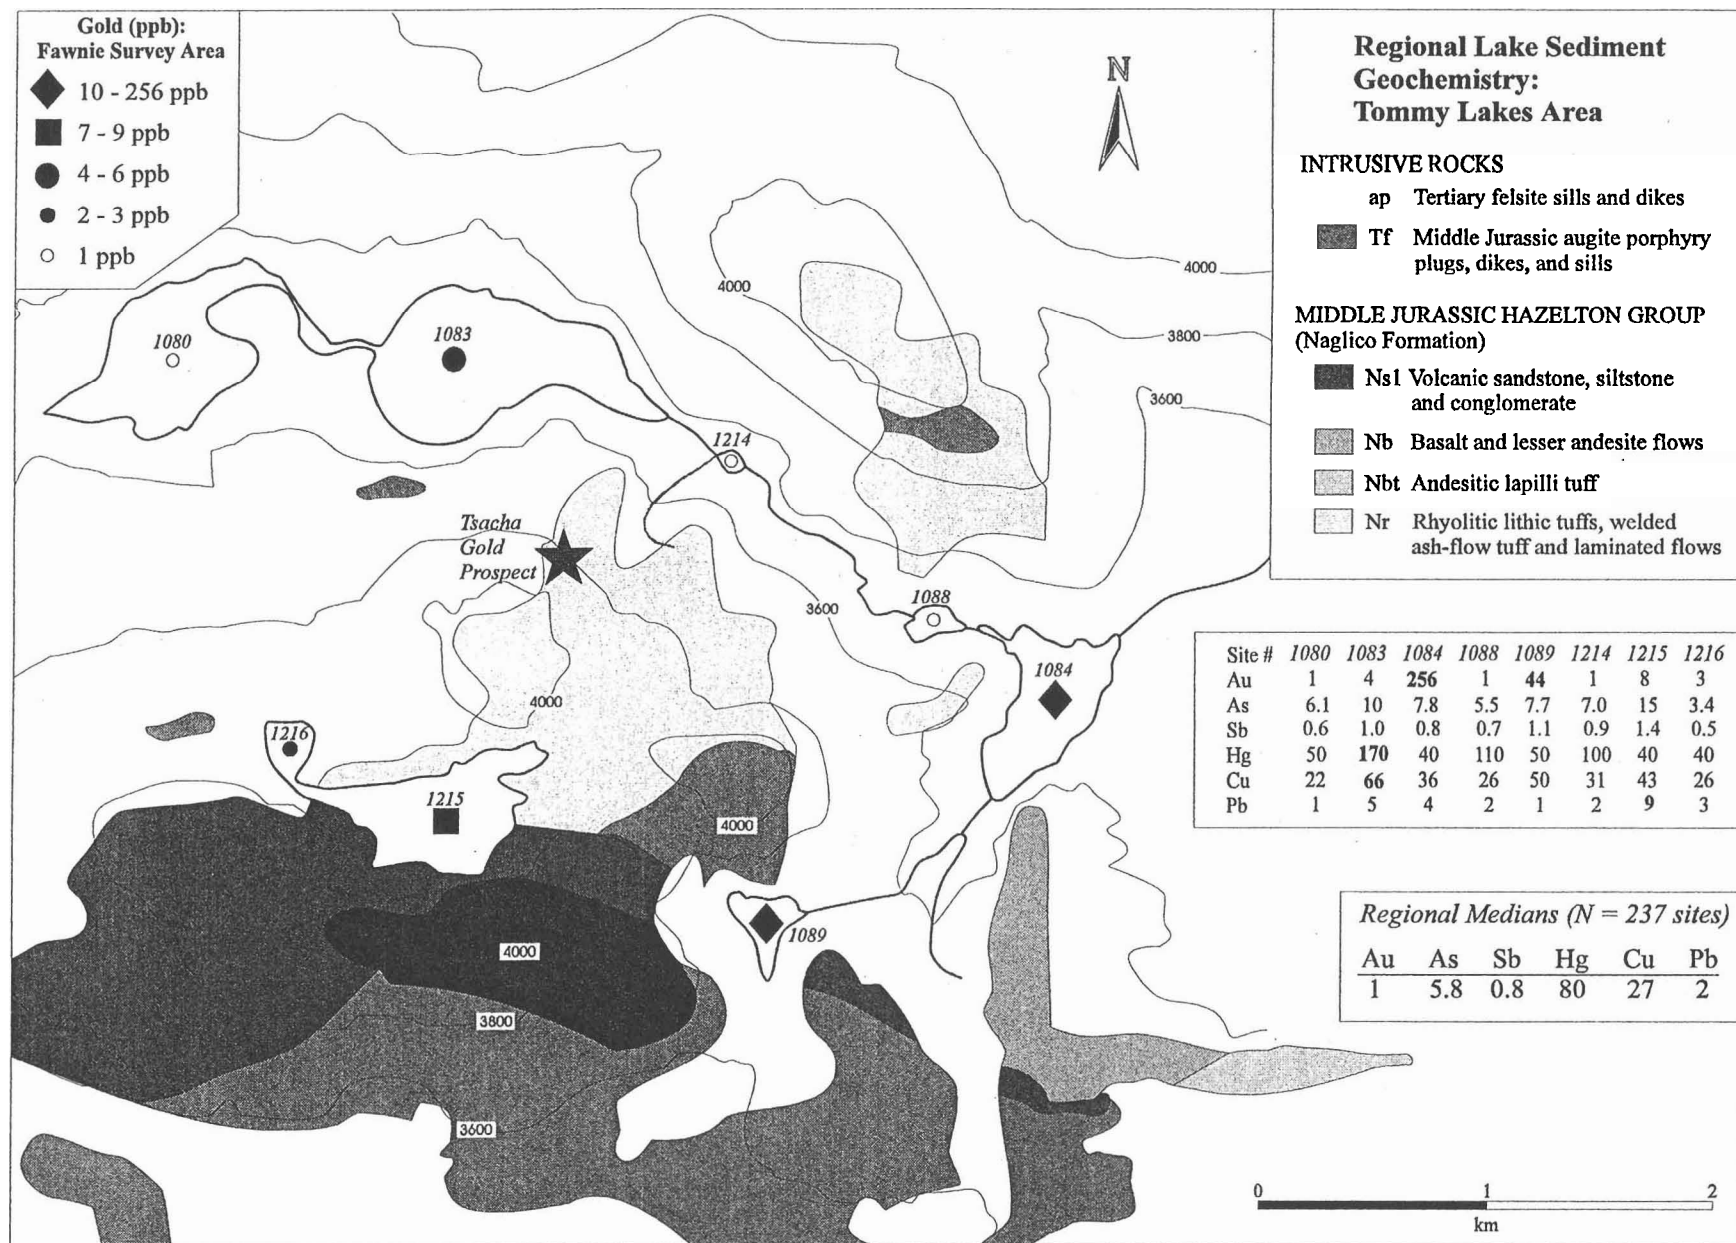 Gold (ppb):
Fawnie Survey Area
10 - 256 ppb
7 - 9 ppb
4 - 6 ppb
2 - 3 ppb
1 ppb
N
Regional Lake Sediment
Geochemistry:
Tommy Lakes Area
INTRUSIVE ROCKS
ap Tertiary felsite sills and dikes
Tf Middle Jurassic augite porphyry
plugs, dikes, and sills
MIDDLE JURASSIC HAZELTON GROUP
(Naglico Formation)
Ns1 Volcanic sandstone, siltstone
and conglomerate
Nb Basalt and lesser andesite flows
Nbt Andesitic lapilli tuff
Nr Rhyolitic lithic tuffs, welded
ash-flow tuff and laminated flows
4000
4000
3800
3600
1080
1083
1214
Tsacha
Gold
Prospect
3600
1088
1084
4000
1216
1215
4000
1089
4000
3800
3600
Site # 1080 1083 1084 1088 1089 1214 1215 1216
Au 1 4 256 1 44 1 8 3
As 6.1 10 7.8 5.5 7.7 7.0 15 3.4
Sb 0.6 1.0 0.8 0.7 1.1 0.9 1.4 0.5
Hg 50 170 40 110 50 100 40 40
Cu 22 66 36 26 50 31 43 26
Pb 1 5 4 2 1 2 9 3
Regional Medians (N = 237 sites)
Au As Sb Hg Cu Pb
1 5.8 0.8 80 27 2
0 1 2
km